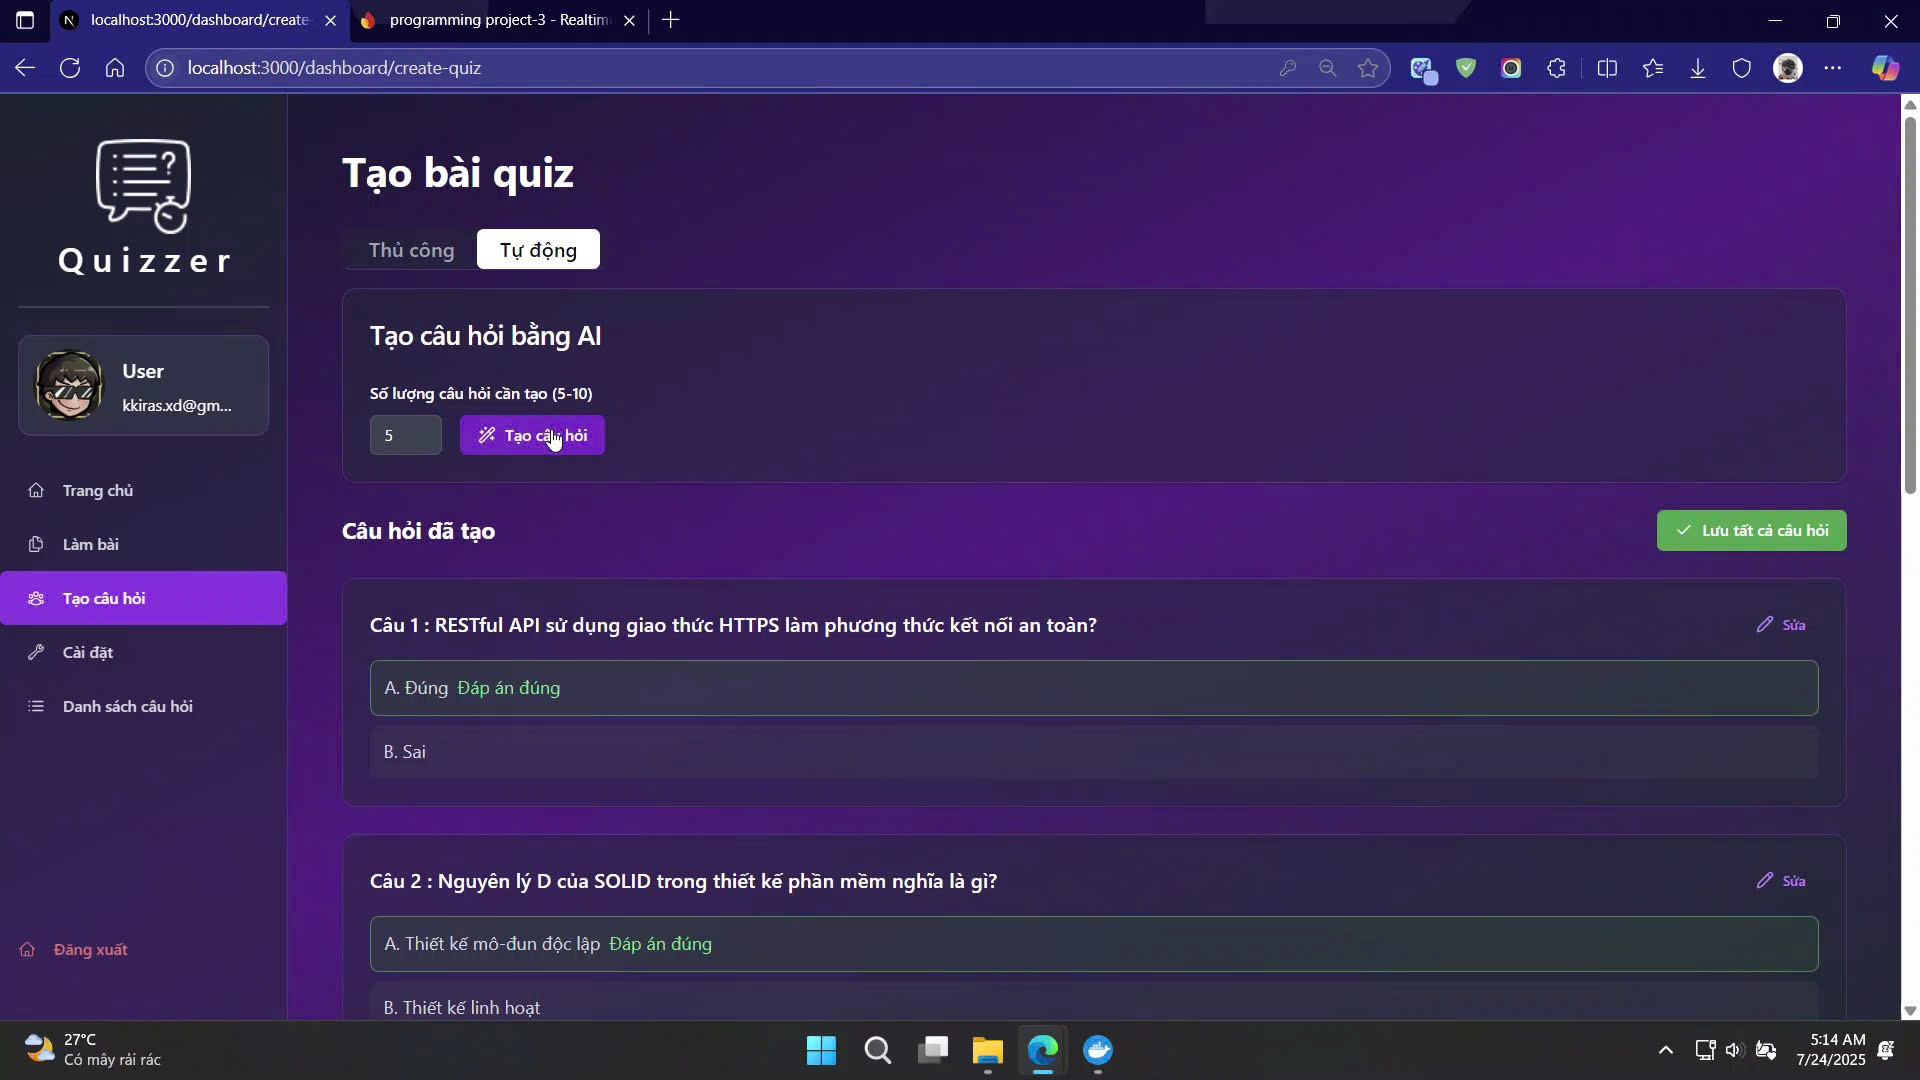 localhost:3000/dashboard/create-
programming project-3 - Realtim
localhost:3000/dashboard/create-quiz
Quizzer
User
kkiras.xd@gm...
Trang chủ
Làm bài
Tạo câu hỏi
Cài đặt
Danh sách câu hỏi
Đăng xuất
Tạo bài quiz
Thủ công
Tự động
Tạo câu hỏi bằng AI
Số lượng câu hỏi cần tạo (5-10)
5
Tạo câu hỏi
Câu hỏi đã tạo
Lưu tất cả câu hỏi
Câu 1 : RESTful API sử dụng giao thức HTTPS làm phương thức kết nối an toàn?
Sửa
A. Đúng Đáp án đúng
B. Sai
Câu 2 : Nguyên lý D của SOLID trong thiết kế phần mềm nghĩa là gì?
Sửa
A. Thiết kế mô-đun độc lập Đáp án đúng
B. Thiết kế linh hoạt
27°C
Có mây rải rác
5:14 AM
7/24/2025